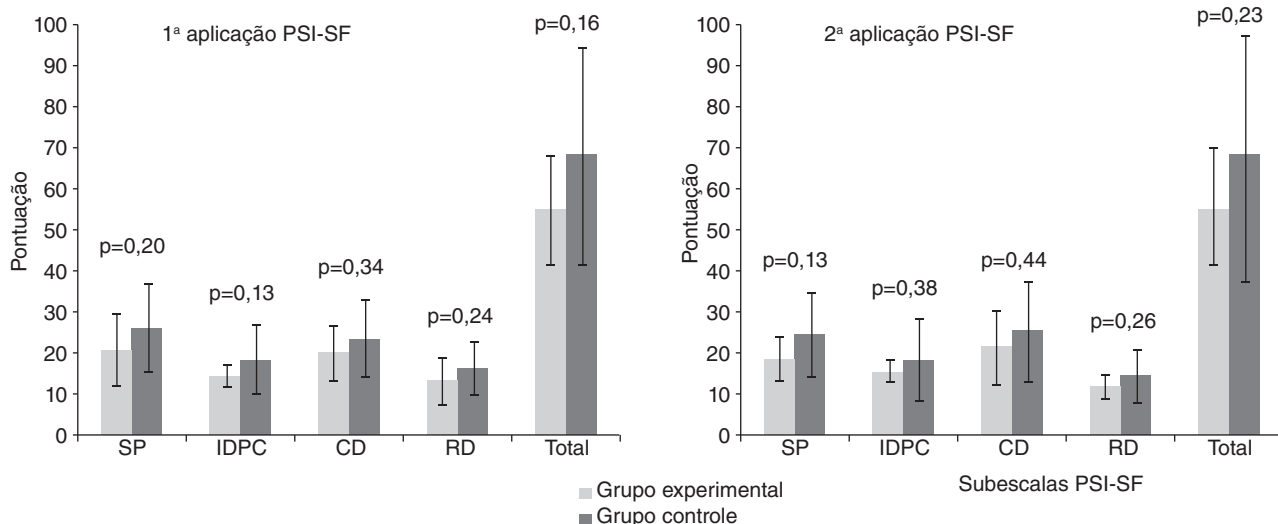 1ª aplicação PSI-SF
Pontuação
100
90
80
70
60
50
40
30
20
10
0
p=0,20
p=0,13
p=0,34
p=0,24
p=0,16
SP
IDPC
CD
RD
Total
2ª aplicação PSI-SF
Pontuação
100
90
80
70
60
50
40
30
20
10
0
p=0,13
p=0,38
p=0,44
p=0,26
p=0,23
SP
IDPC
CD
RD
Total
Subescalas PSI-SF
Grupo experimental
Grupo controle